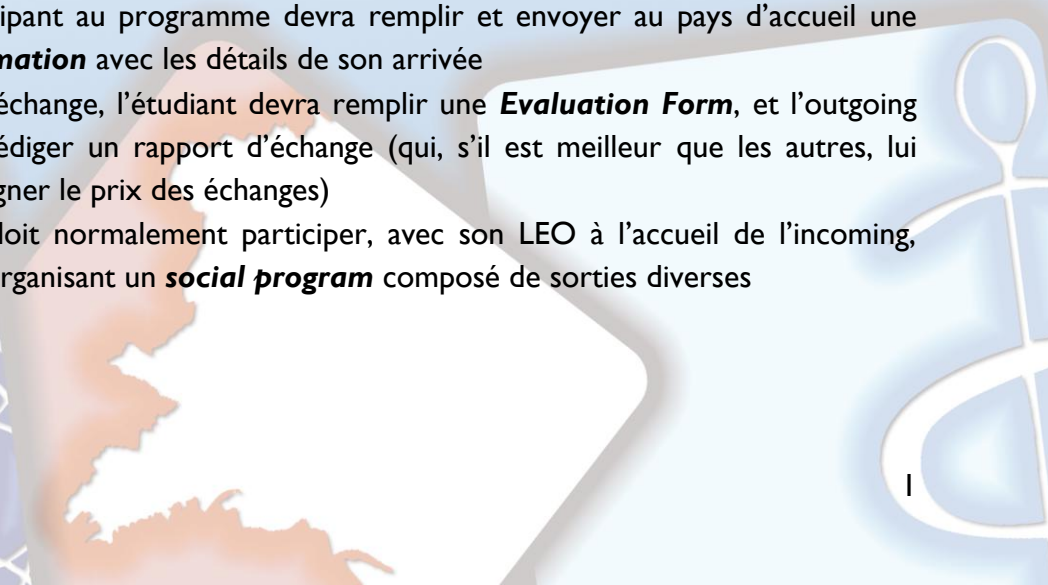 ipant au programme devra remplir et envoyer au pays d’accueil une
mation avec les détails de son arrivée
échange, l’étudiant devra remplir une Evaluation Form, et l’outgoing
édiger un rapport d’échange (qui, s’il est meilleur que les autres, lui
gner le prix des échanges)
doit normalement participer, avec son LEO à l’accueil de l’incoming,
rganisant un social program composé de sorties diverses
1